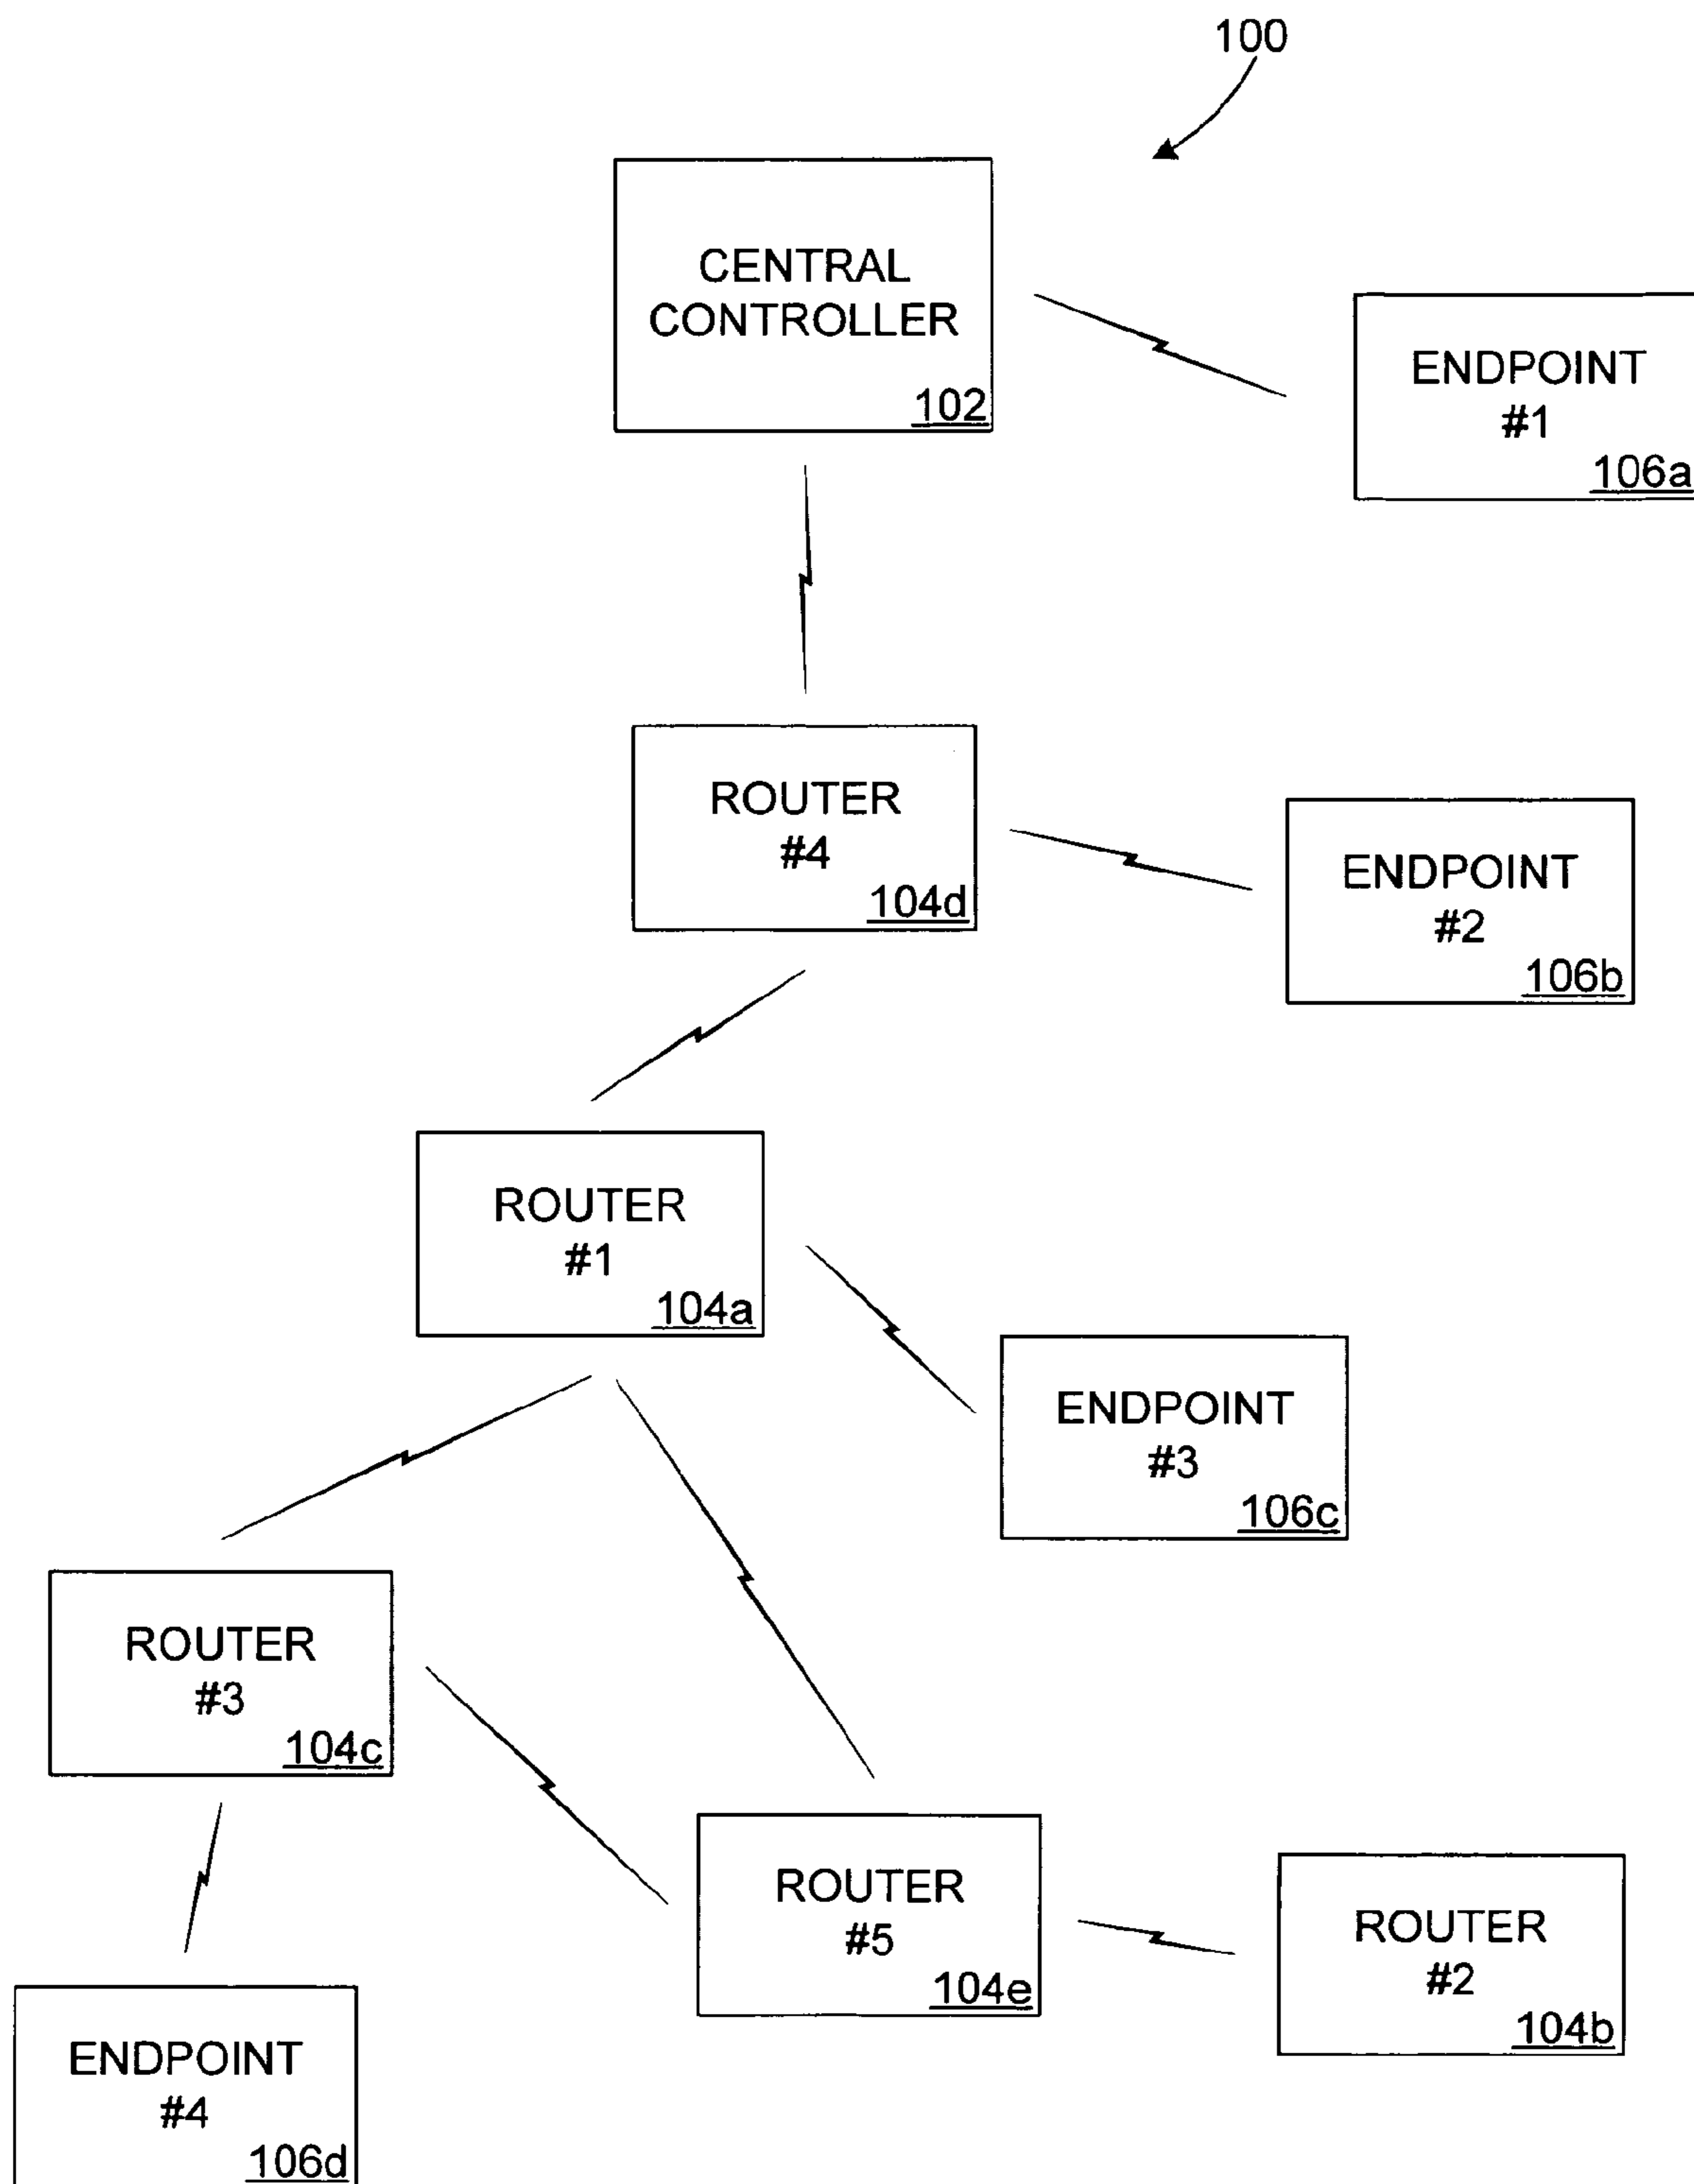 100
CENTRAL
CONTROLLER
102
ENDPOINT
#1
106a
ROUTER
#4
104d
ENDPOINT
#2
106b
ROUTER
#1
104a
ENDPOINT
#3
106c
ROUTER
#3
104c
ROUTER
#5
104e
ROUTER
#2
104b
ENDPOINT
#4
106d